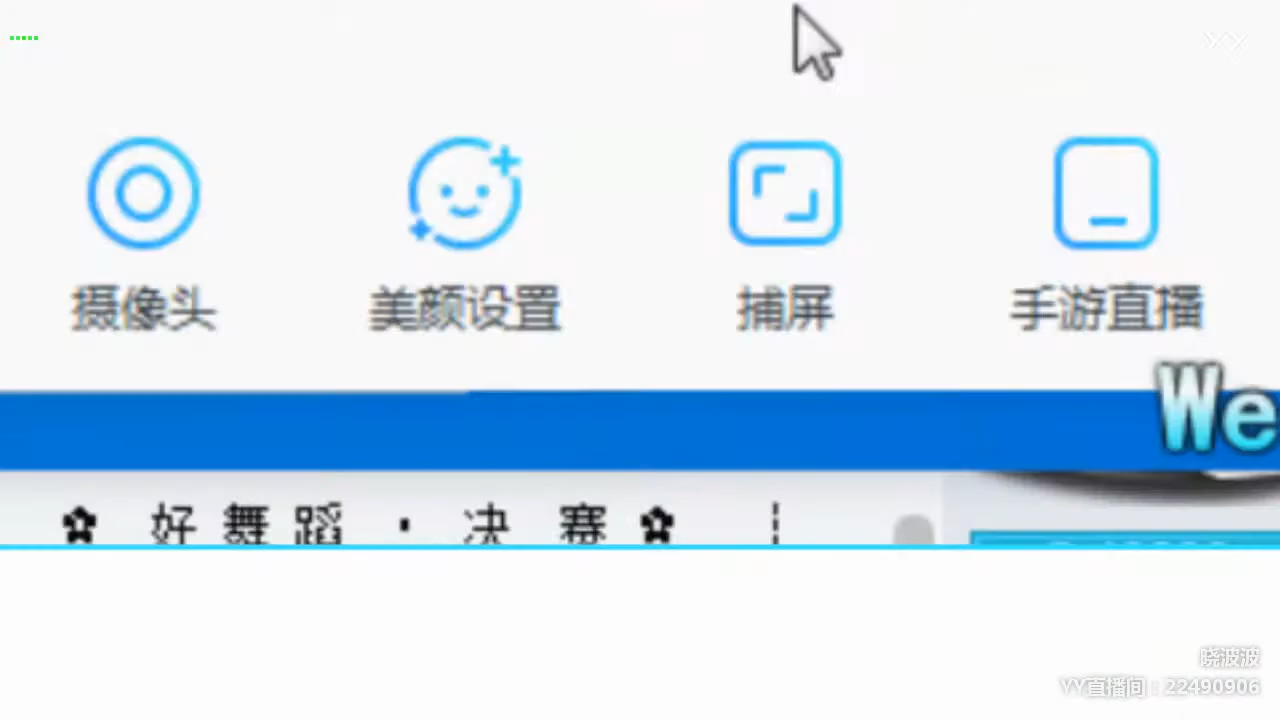 摄像头 美颜设置 捕屏 手游直播
We
✿ 好 舞 蹈 · 决 赛 ✿ ┆
晓波波
YY直播间：22490906